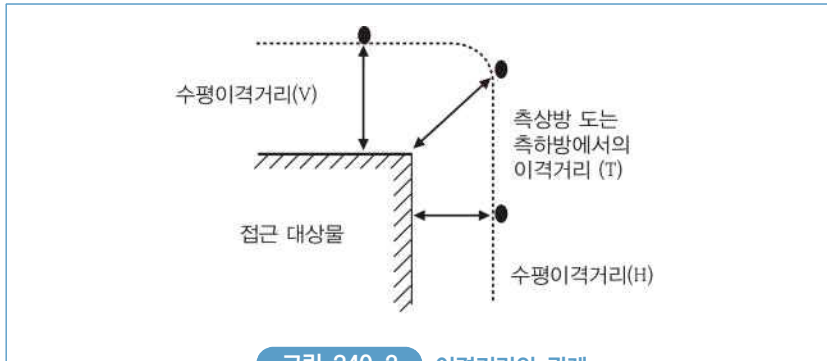 수평이격거리(V)
측상방 도는
측하방에서의
이격거리 (T)
접근 대상물
수평이격거리(H)